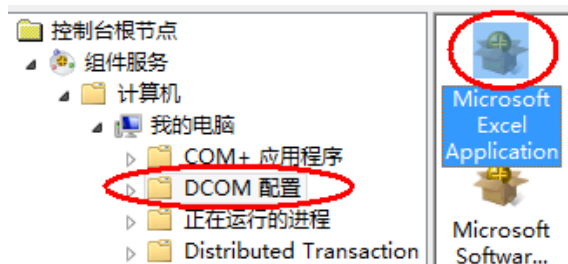 控制台根节点
组件服务
计算机
我的电脑
COM+ 应用程序
DCOM 配置
正在运行的进程
Distributed Transaction
Microsoft
Excel
Application
Microsoft
Softwar...